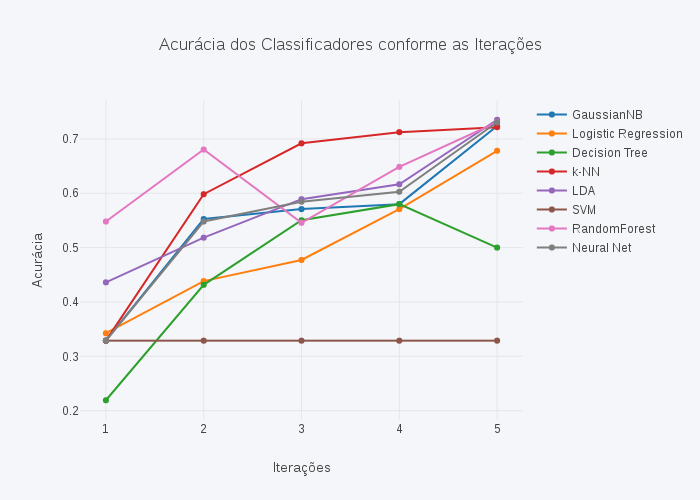 Acurácia dos Classificadores conforme as Iterações
GaussianNB
Logistic Regression
Decision Tree
k-NN
LDA
SVM
RandomForest
Neural Net
Acurácia
0.7
0.6
0.5
0.4
0.3
0.2
1 2 3 4 5
Iterações